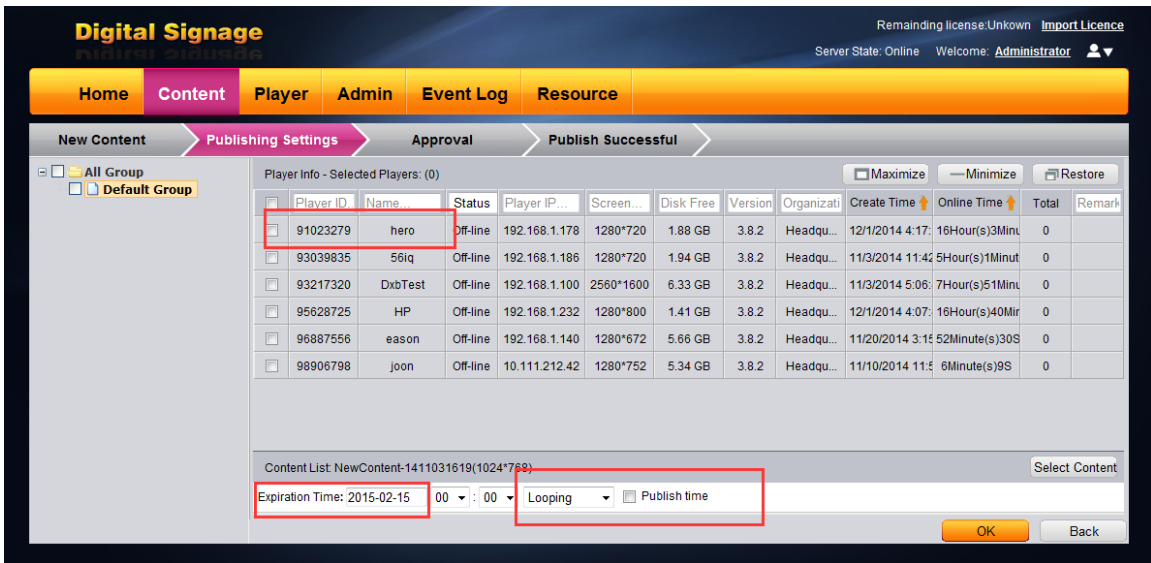 Digital Signage
Remainding license:Unkown Import Licence
Server State: Online Welcome: Administrator
Home Content Player Admin Event Log Resource
New Content Publishing Settings Approval Publish Successful
All Group
Default Group
Player Info - Selected Players: (0) Maximize Minimize Restore
Player ID. Name... Status Player IP... Screen... Disk Free Version Organizati Create Time Online Time Total Remark
91023279 hero Off-line 192.168.1.178 1280*720 1.88 GB 3.8.2 Headqu... 12/1/2014 4:17: 16Hour(s)3Minu 0
93039835 56iq Off-line 192.168.1.186 1280*720 1.94 GB 3.8.2 Headqu... 11/3/2014 11:42 5Hour(s)1Minut 0
93217320 DxbTest Off-line 192.168.1.100 2560*1600 6.33 GB 3.8.2 Headqu... 11/3/2014 5:06: 7Hour(s)51Minu 0
95628725 HP Off-line 192.168.1.232 1280*800 1.41 GB 3.8.2 Headqu... 12/1/2014 4:07: 16Hour(s)40Mir 0
96887556 eason Off-line 192.168.1.140 1280*672 5.66 GB 3.8.2 Headqu... 11/20/2014 3:15 52Minute(s)30S 0
98906798 joon Off-line 10.111.212.42 1280*752 5.34 GB 3.8.2 Headqu... 11/10/2014 11:5 6Minute(s)9S 0
Content List: NewContent-1411031619(1024*768) Select Content
Expiration Time: 2015-02-15 00 : 00 Looping Publish time
OK Back